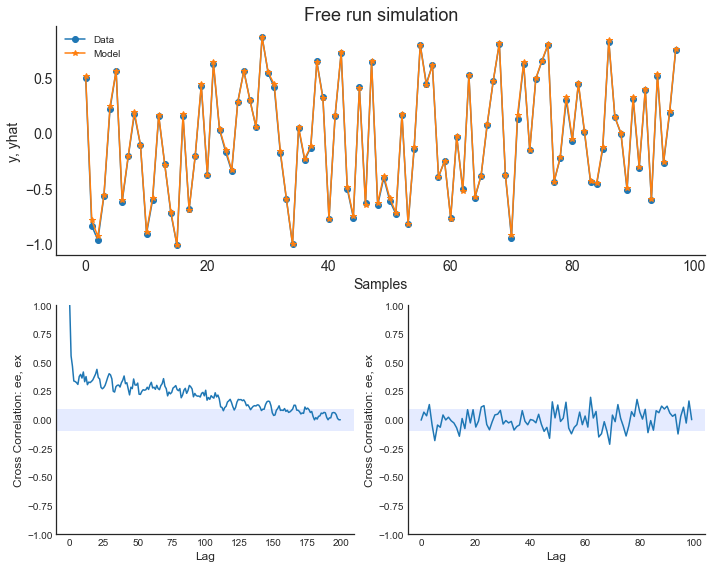 Free run simulation
Data
Model
y, yhat
0.5
0.0
−0.5
−1.0
0 20 40 60 80 100
Samples
Cross Correlation: ee, ex
1.00
0.75
0.50
0.25
0.00
−0.25
−0.50
−0.75
−1.00
0 25 50 75 100 125 150 175 200
Lag
Cross Correlation: ee, ex
1.00
0.75
0.50
0.25
0.00
−0.25
−0.50
−0.75
−1.00
0 20 40 60 80 100
Lag